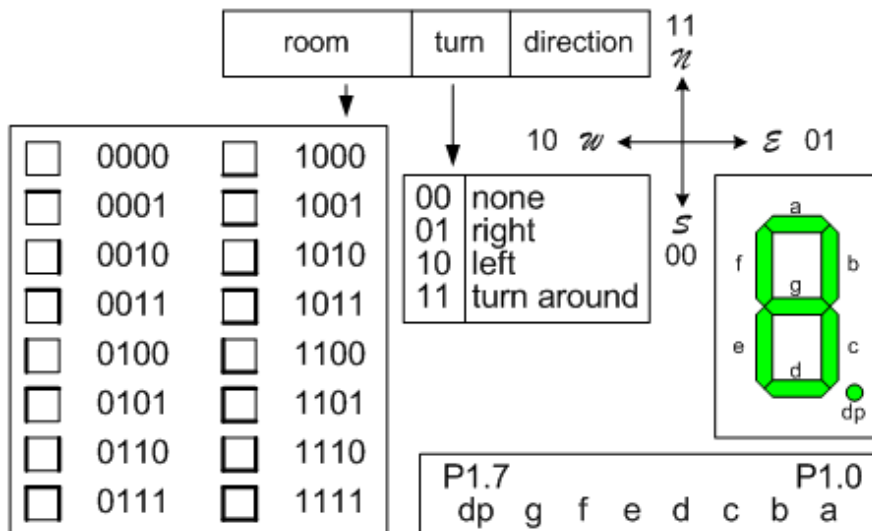 room turn direction
11
N
10 W E 01
S
00
0000 1000
0001 1001
0010 1010
0011 1011
0100 1100
0101 1101
0110 1110
0111 1111
00 none
01 right
10 left
11 turn around
a
f b
g
e c
d
dp
P1.7 P1.0
dp g f e d c b a